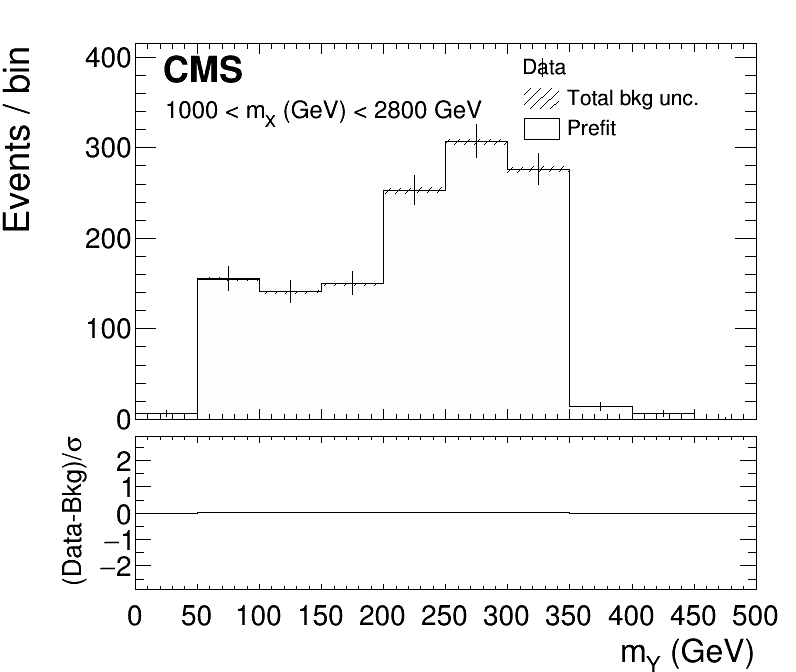 Events / bin
400
300
200
100
0
CMS
1000 < mX (GeV) < 2800 GeV
Data
Total bkg unc.
Prefit
(Data-Bkg)/σ
2
1
0
−1
−2
0 50 100 150 200 250 300 350 400 450 500
mY (GeV)